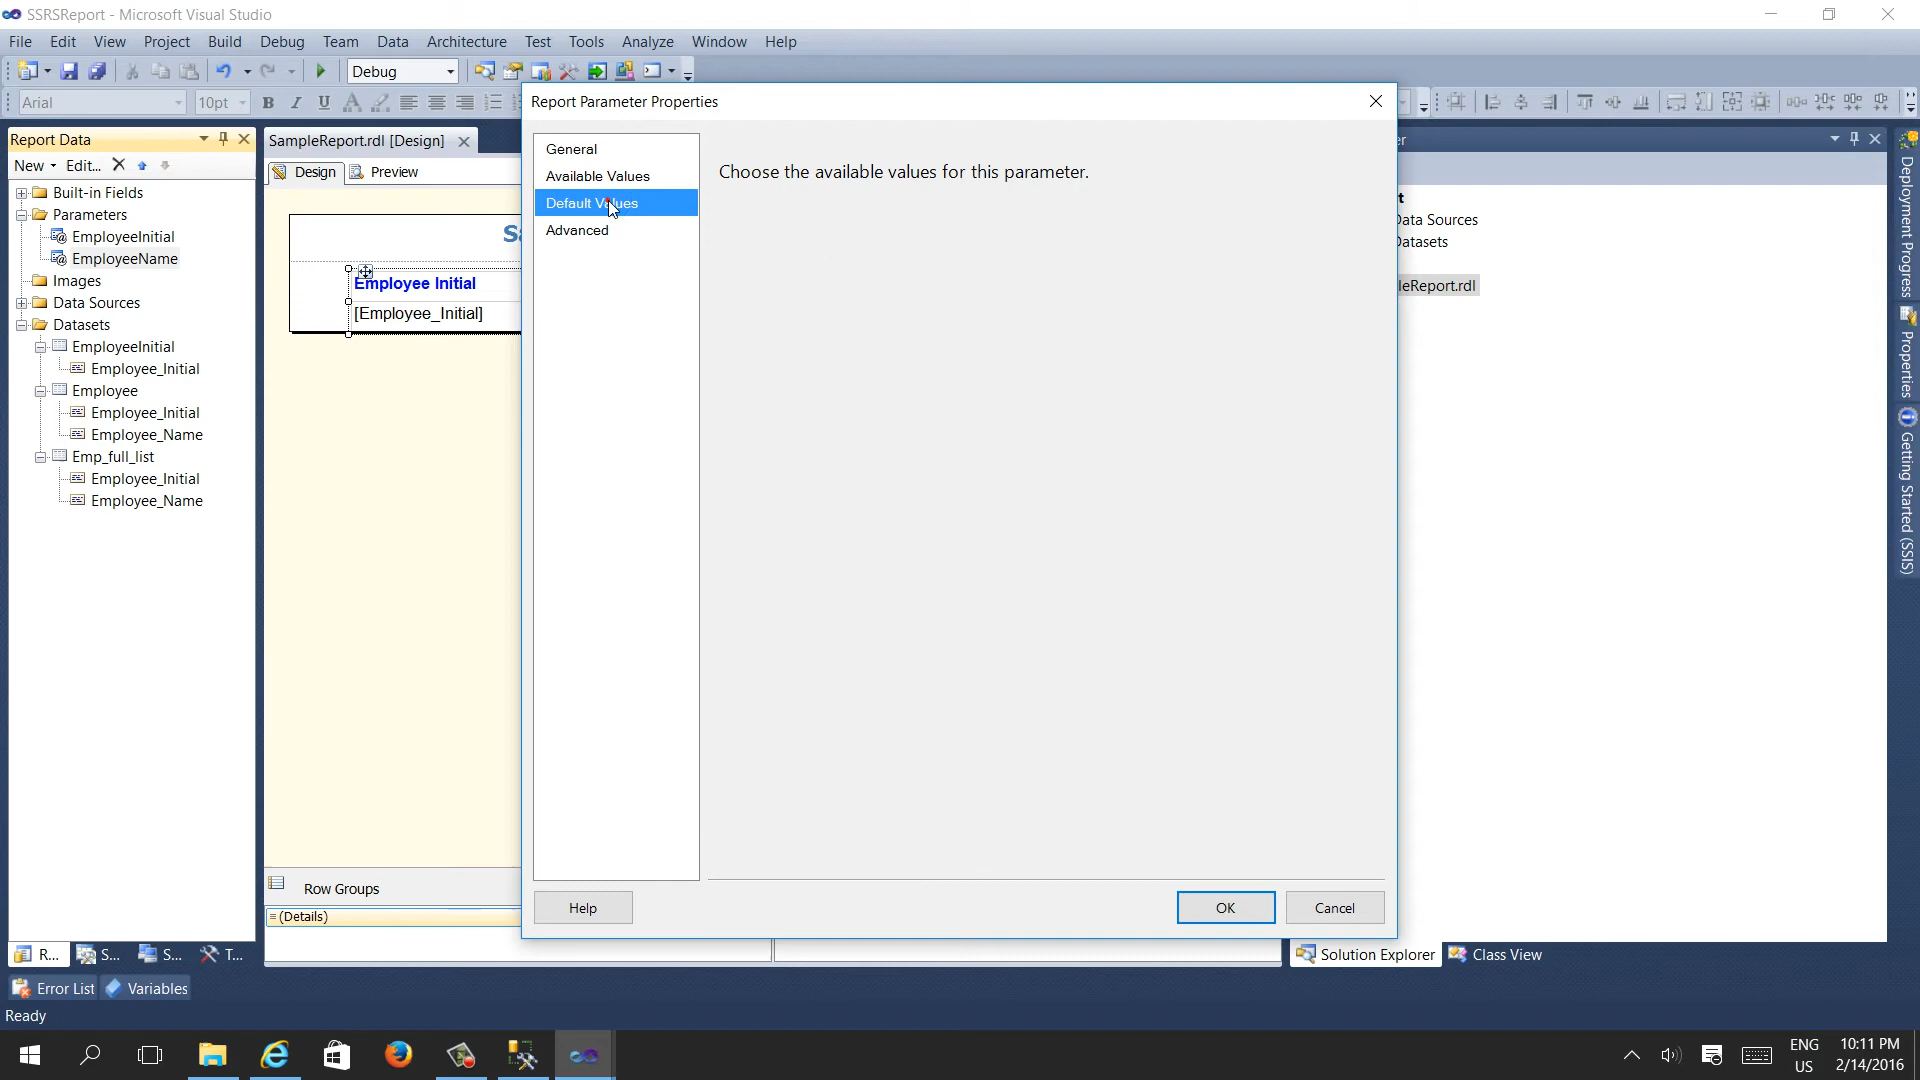 SSRSReport - Microsoft Visual Studio
File Edit View Project Build Debug Team Data Architecture Test Tools Analyze Window Help
Debug
Arial 10pt B I U A
Report Data
New Edit...
Built-in Fields
Parameters
EmployeeInitial
EmployeeName
Images
Data Sources
Datasets
EmployeeInitial
Employee_Initial
Employee
Employee_Initial
Employee_Name
Emp_full_list
Employee_Initial
Employee_Name
R... S... S... T...
SampleReport.rdl [Design]
Design Preview
Sa
Employee Initial
[Employee_Initial]
Row Groups
(Details)
Report Parameter Properties
General
Available Values
Default Values
Advanced
Choose the available values for this parameter.
Help OK Cancel
er
t
Data Sources
Datasets
leReport.rdl
Solution Explorer Class View
Deployment Progress
Properties
Getting Started (SSIS)
Error List Variables
Ready
ENG
US
10:11 PM
2/14/2016